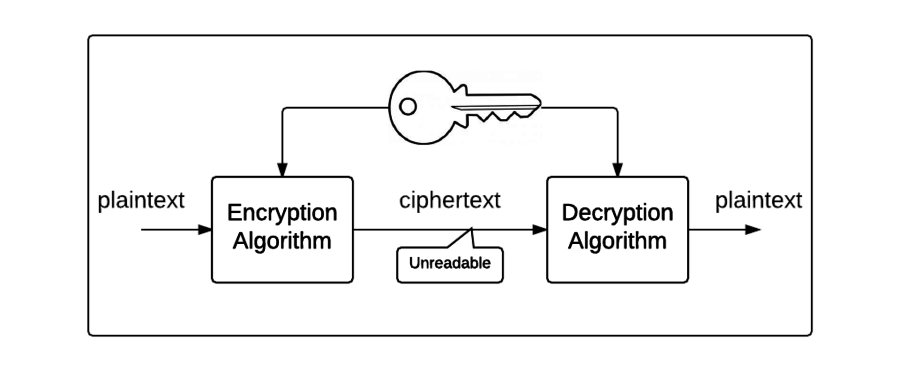 plaintext
Encryption
Algorithm
ciphertext
Unreadable
Decryption
Algorithm
plaintext